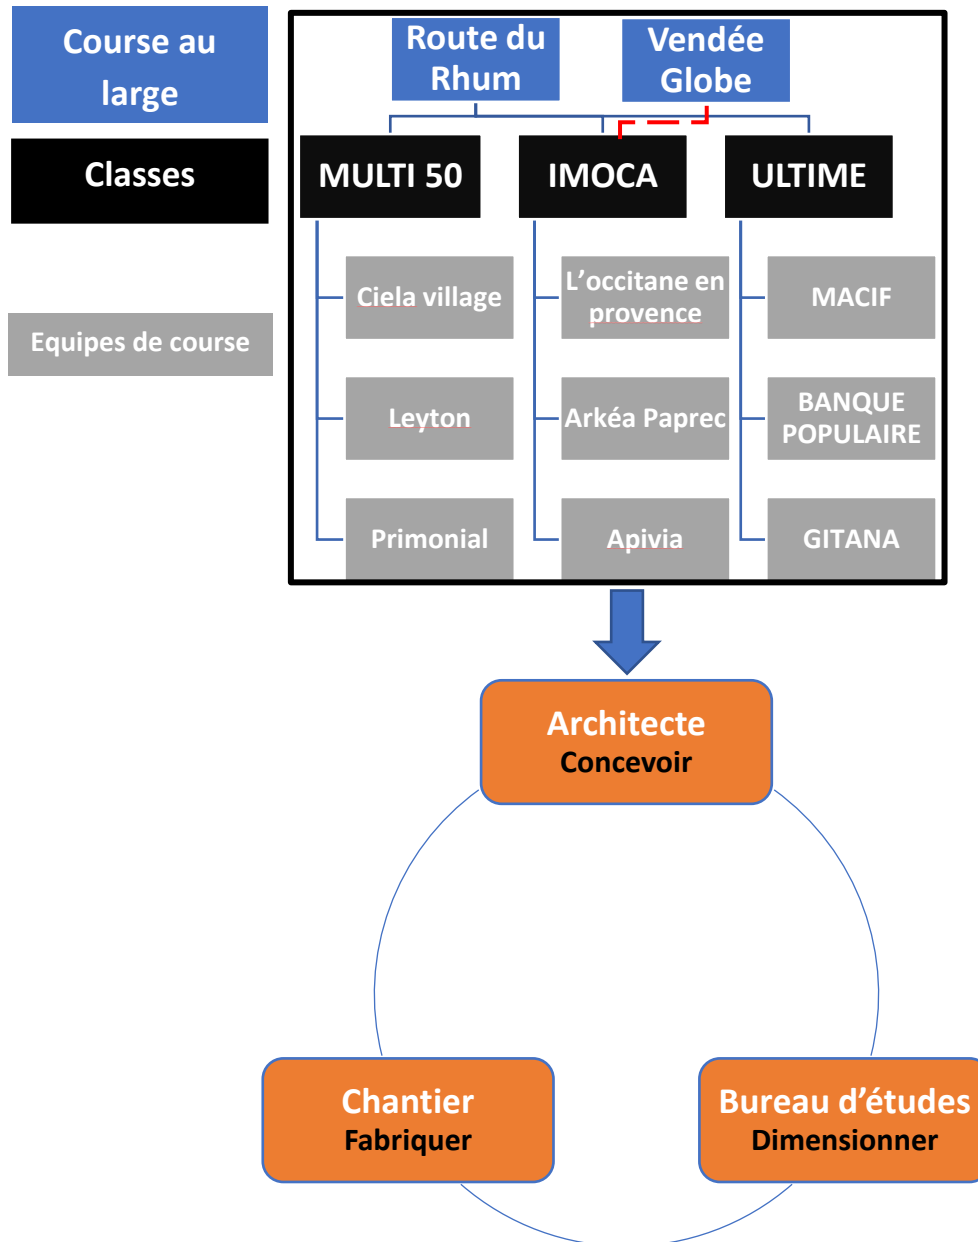 Course au
large
Route du
Rhum
Vendée
Globe
Classes
MULTI 50
IMOCA
ULTIME
Equipes de course
Ciela village
L'occitane en
provence
MACIF
Leyton
Arkéa Paprec
BANQUE
POPULAIRE
Primonial
Apivia
GITANA
Architecte
Concevoir
Chantier
Fabriquer
Bureau d'études
Dimensionner